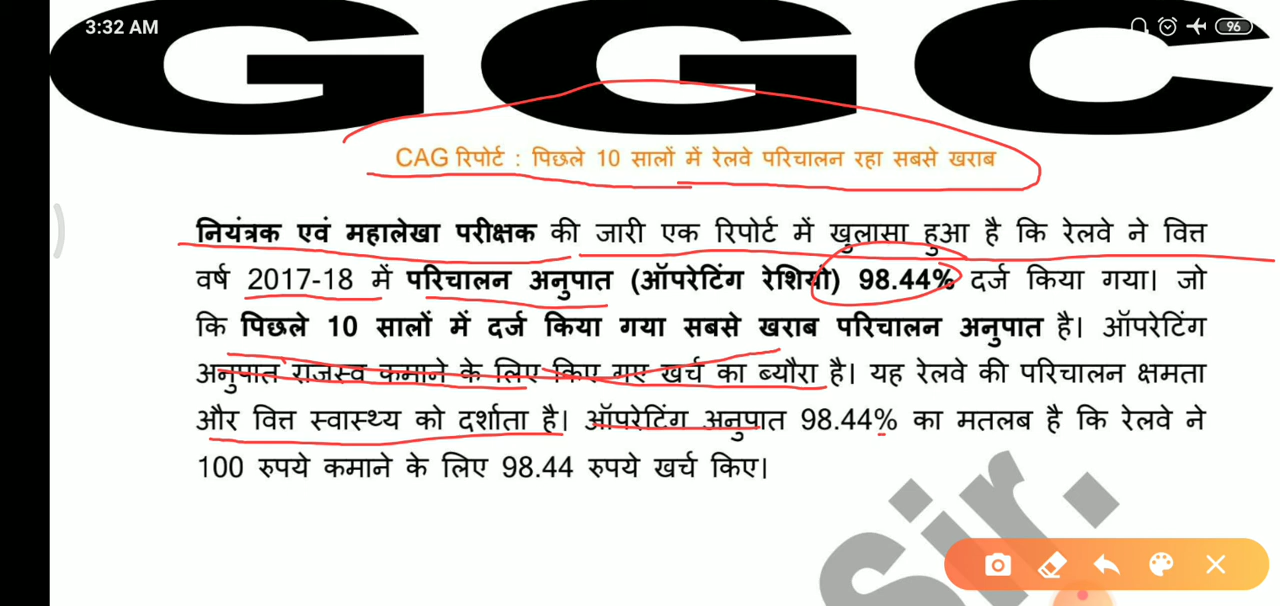 3:32 AM
96
GGC
CAG रिपोर्ट : पिछले 10 सालों में रेलवे परिचालन रहा सबसे खराब
नियंत्रक एवं महालेखा परीक्षक की जारी एक रिपोर्ट में खुलासा हुआ है कि रेलवे ने वित्त
वर्ष 2017-18 में परिचालन अनुपात (ऑपरेटिंग रेशियो) 98.44% दर्ज किया गया। जो
कि पिछले 10 सालों में दर्ज किया गया सबसे खराब परिचालन अनुपात है। ऑपरेटिंग
अनुपात राजस्व कमाने के लिए किए गए खर्च का ब्यौरा है। यह रेलवे की परिचालन क्षमता
और वित्त स्वास्थ्य को दर्शाता है। ऑपरेटिंग अनुपात 98.44% का मतलब है कि रेलवे ने
100 रुपये कमाने के लिए 98.44 रुपये खर्च किए।
Sir.